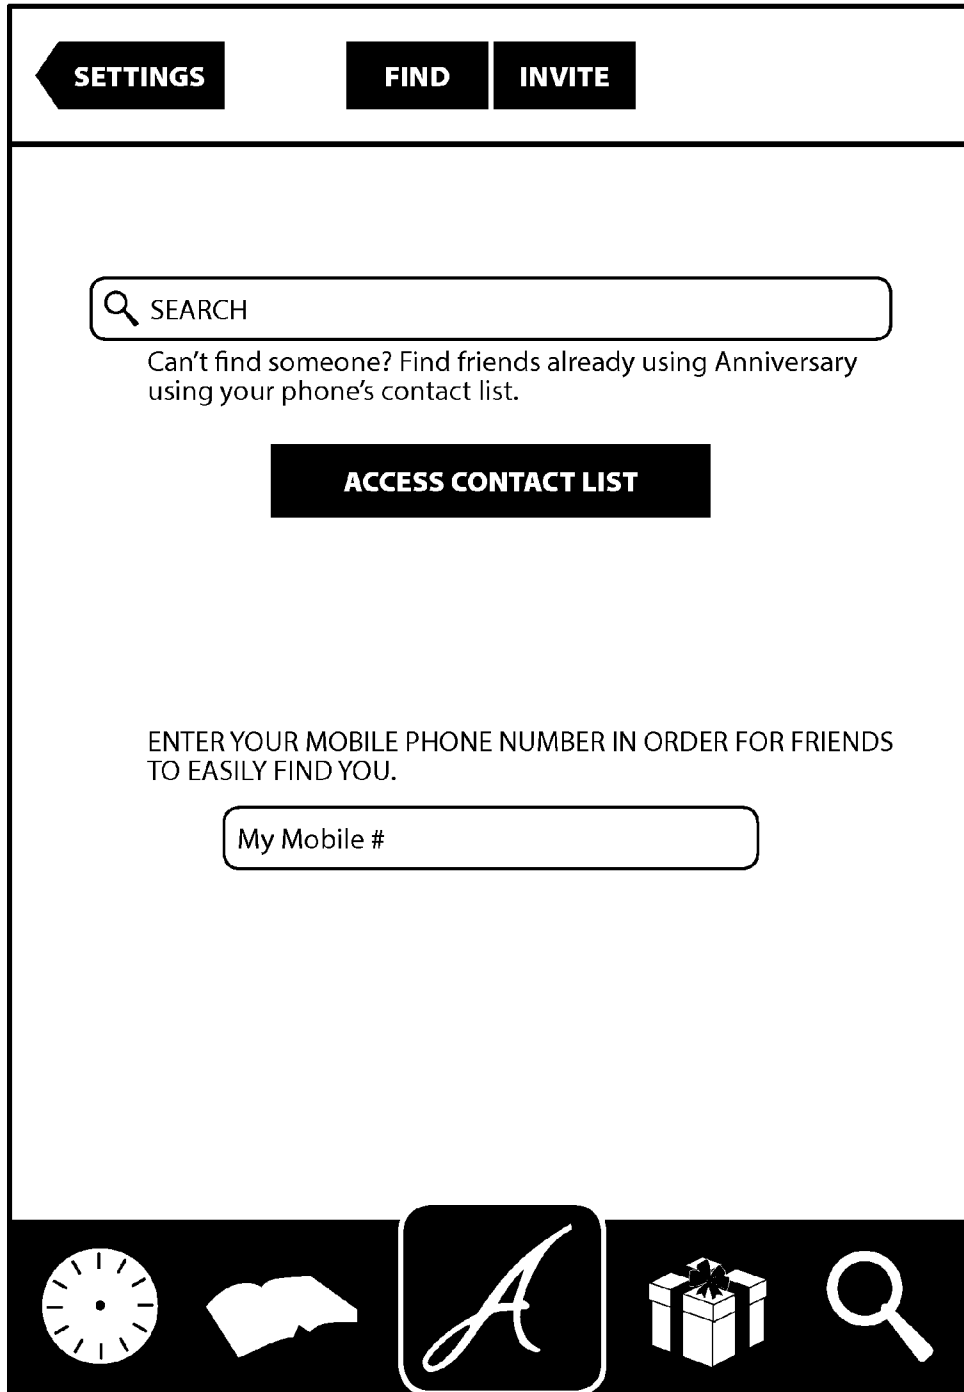 SETTINGS FIND INVITE
SEARCH
Can't find someone? Find friends already using Anniversary
using your phone's contact list.
ACCESS CONTACT LIST
ENTER YOUR MOBILE PHONE NUMBER IN ORDER FOR FRIENDS
TO EASILY FIND YOU.
My Mobile #
A